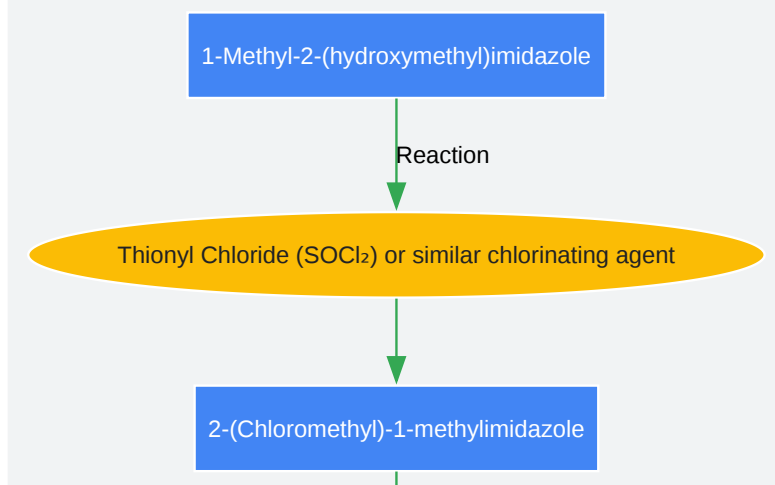 1-Methyl-2-(hydroxymethyl)imidazole
Reaction
Thionyl Chloride (SOCl₂) or similar chlorinating agent
2-(Chloromethyl)-1-methylimidazole